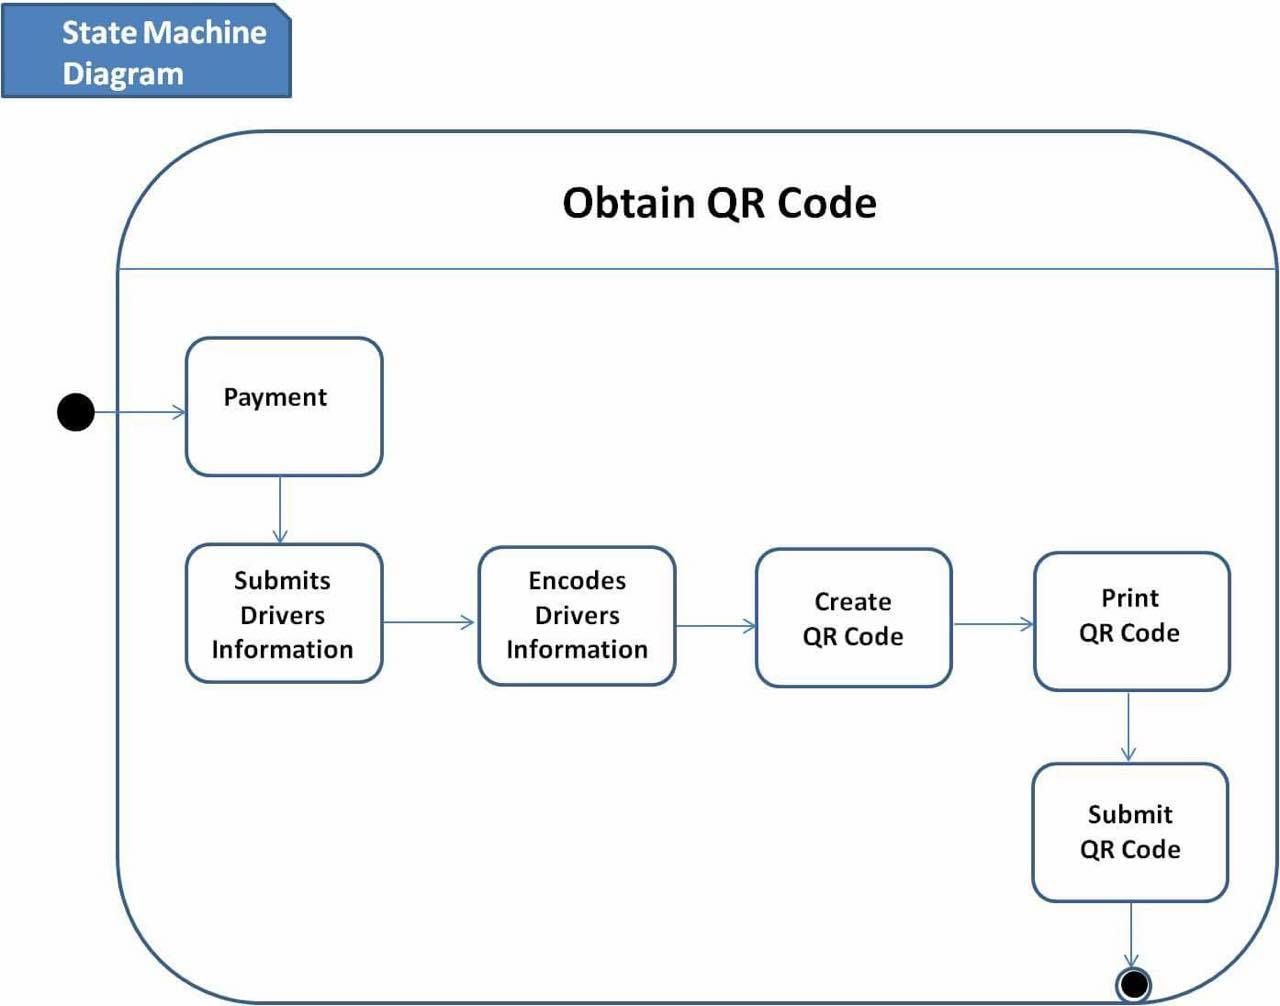 State Machine
Diagram
Obtain QR Code
Payment
Submits
Drivers
Information
Encodes
Drivers
Information
Create
QR Code
Print
QR Code
Submit
QR Code